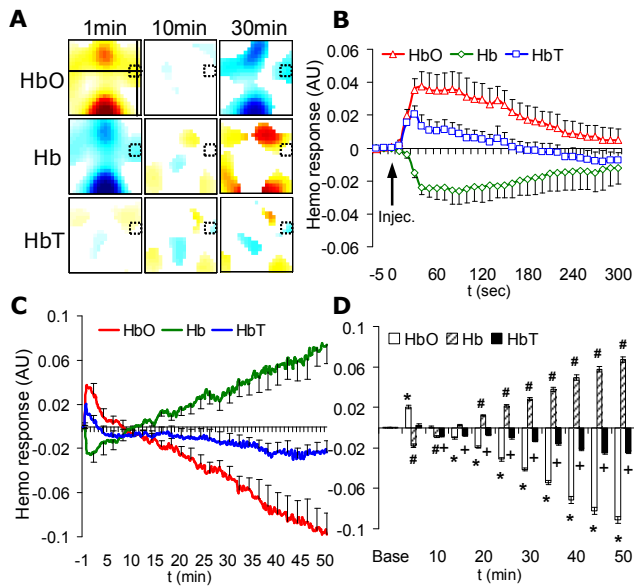 A
1min 10min 30min
HbO
Hb
HbT
B
HbO Hb HbT
Hemo response (AU)
0.06
0.04
0.02
0
-0.02
-0.04
-0.06
Injec.
-5 0 60 120 180 240 300
t (sec)
C
HbO Hb HbT
Hemo response (AU)
0.1
0.06
0.02
-0.02
-0.06
-0.1
-1 5 10 15 20 25 30 35 40 45 50
t (min)
D
HbO Hb HbT
0.1
0.06
0.02
-0.02
-0.06
-0.1
* # # # # # # # #
# + * + * + * + * + * + * + * + * + *
Base 10 20 30 40 50
t (min)